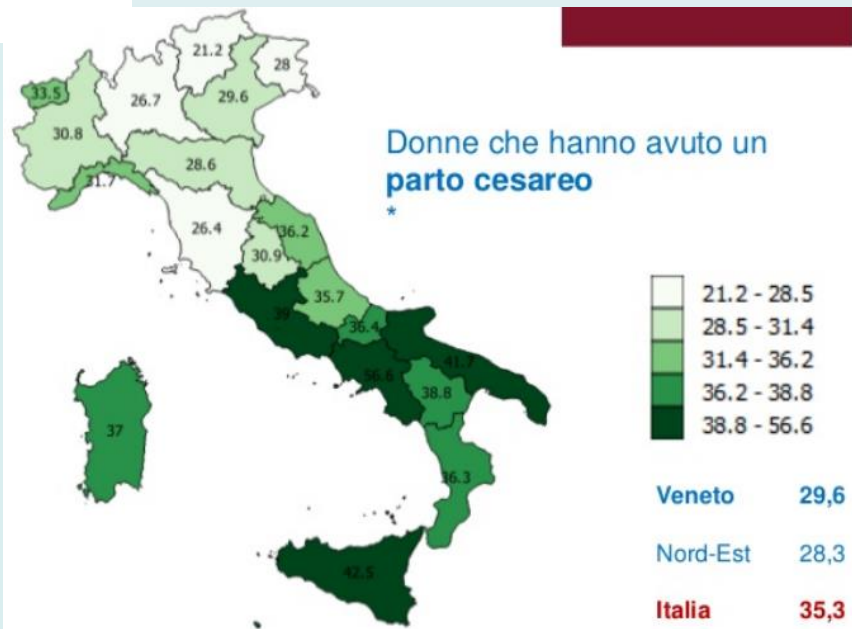 21.2
28
33.5
26.7
29.6
30.8
28.6
31.7
26.4
36.2
30.9
35.7
39
36.4
41.7
56.6
38.8
37
36.3
42.5
Donne che hanno avuto un
parto cesareo
*
21.2 - 28.5
28.5 - 31.4
31.4 - 36.2
36.2 - 38.8
38.8 - 56.6
Veneto 29,6
Nord-Est 28,3
Italia 35,3